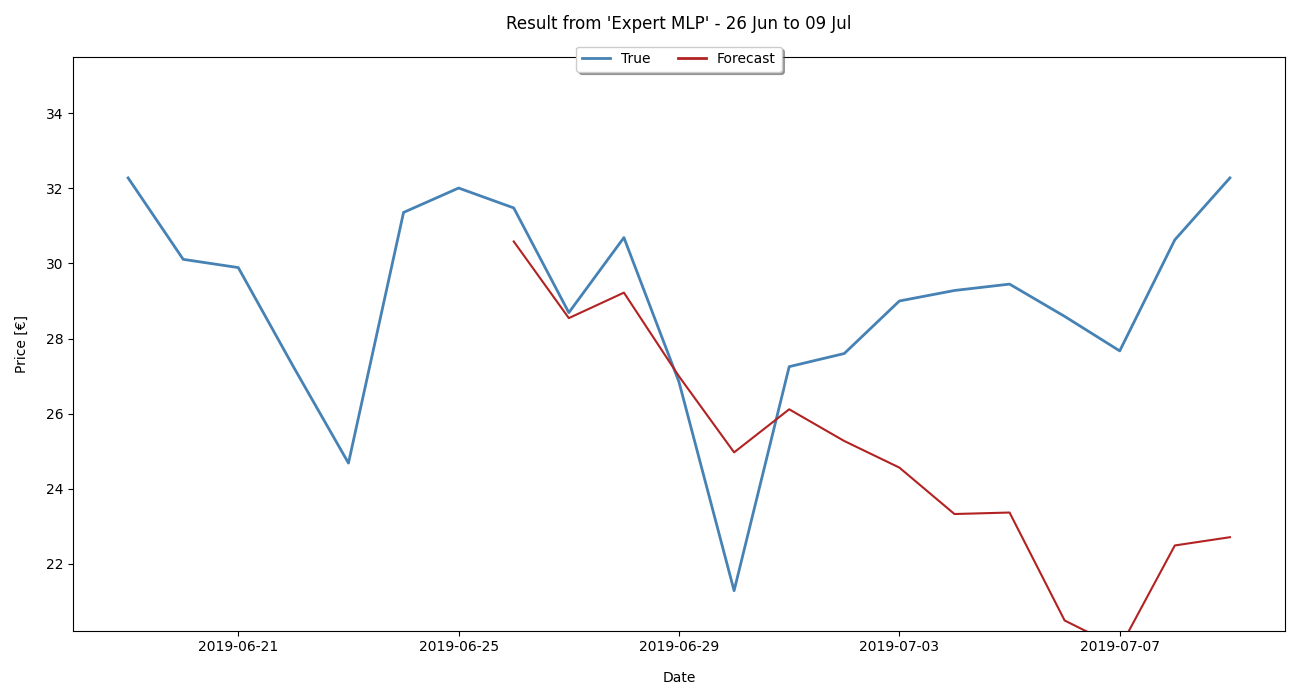 Result from 'Expert MLP' - 26 Jun to 09 Jul
True Forecast
34
32
30
28
26
24
22
Price [€]
2019-06-21 2019-06-25 2019-06-29 2019-07-03 2019-07-07
Date